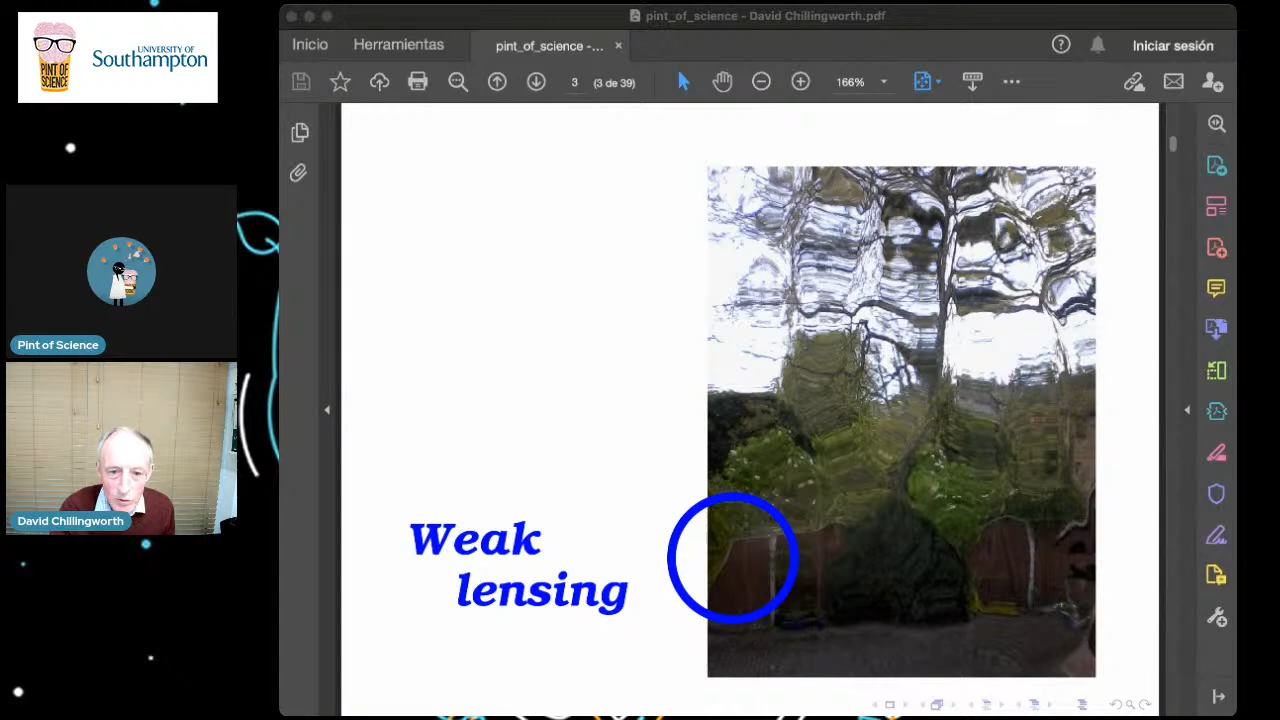 PINT OF
SCIENCE
UNIVERSITY OF
Southampton
pint_of_science - David Chillingworth.pdf
Inicio
Herramientas
pint_of_science -...
×
Iniciar sesión
3
(3 de 39)
166%
Pint of Science
David Chillingworth
Weak
lensing